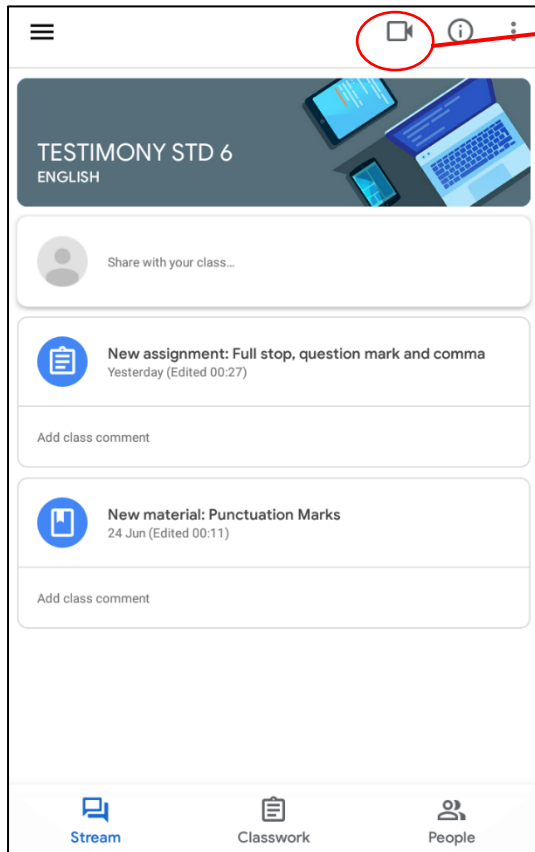 TESTIMONY STD 6
ENGLISH
Share with your class...
New assignment: Full stop, question mark and comma
Yesterday (Edited 00:27)
Add class comment
New material: Punctuation Marks
24 Jun (Edited 00:11)
Add class comment
Stream
Classwork
People